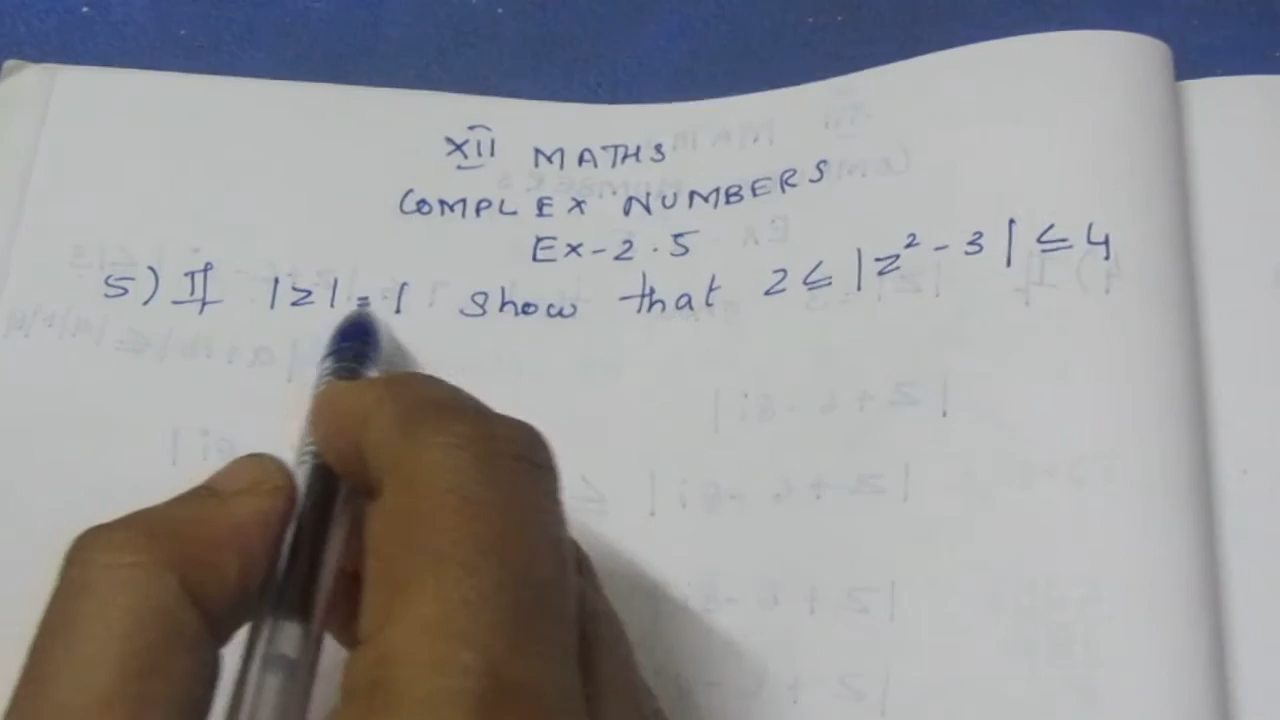 XII MATHS
COMPLEX NUMBERS
Ex-2.5
5) If |z| = 1 show that 2 ≤ |z² - 3| ≤ 4